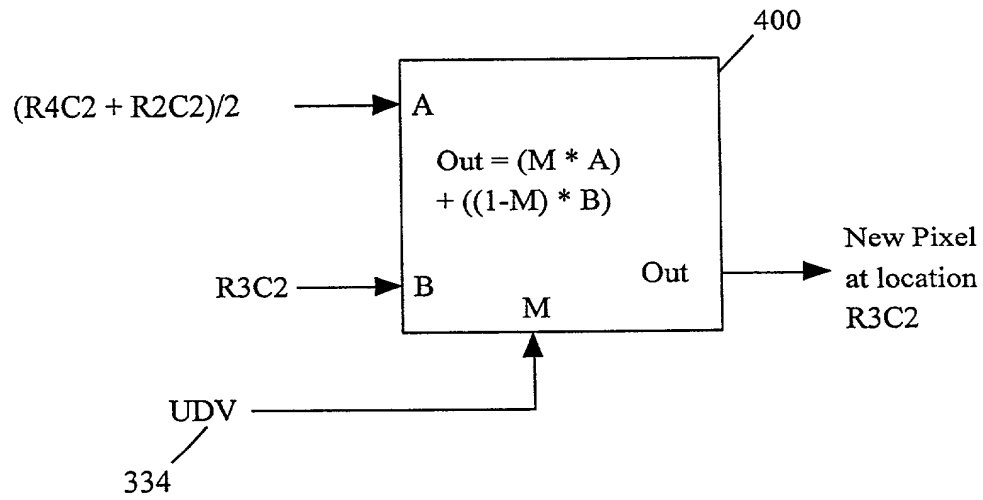 400
(R4C2 + R2C2)/2
A
Out = (M * A)
+ ((1-M) * B)
New Pixel
at location
R3C2
Out
R3C2
B
M
UDV
334